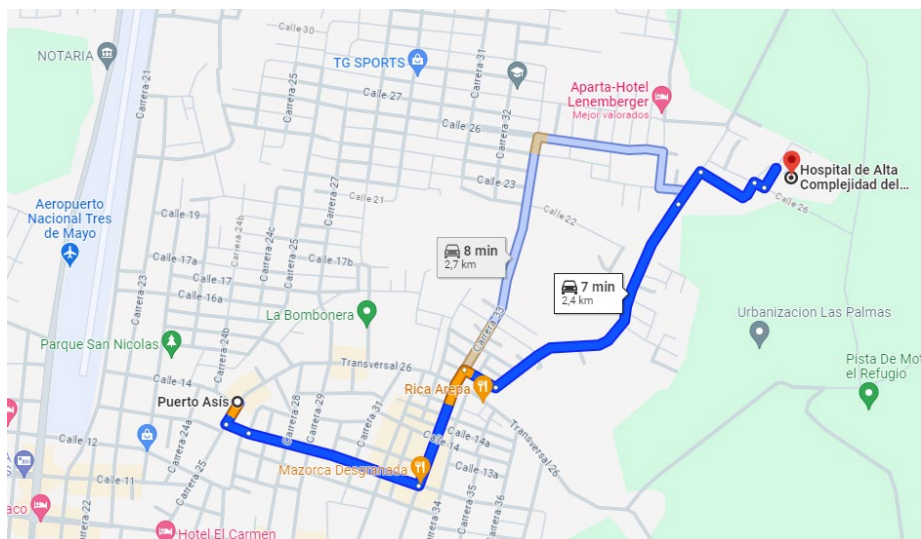 Calle 30
NOTARIA
Carrera 21
Carrera 31
TG SPORTS
Carrera 25
Calle 27
Aparta-Hotel
Lenemberger
Mejor valorados
Calle 26
Carrera 32
Hospital de Alta
Complejidad del...
Calle 23
Carrera 27
Calle 21
Calle 26
Aeropuerto
Nacional Tres
de Mayo
Calle 19
Carrera 24b
Carrera 24c
Calle 22
8 min
2,7 km
Calle 17a
Calle 17b
Calle 17
Carrera 23
Calle 16a
7 min
2,4 km
La Bombonera
Carrera 33
Urbanizacion Las Palmas
Parque San Nicolas
Carrera 24b
Transversal 26
Pista De Mot
el Refugio
Calle 14
Rica Arepa
Puerto Asís
Carrera 28
Carrera 29
Carrera 31
Calle 12
Carrera 24a
Calle 14a
Calle 14
Transversal 26
Carrera 25
Mazorca Desgranada
Calle 13a
Calle 11
Carrera 22
Carrera 34
Carrera 35
aco
Hotel El Carmen